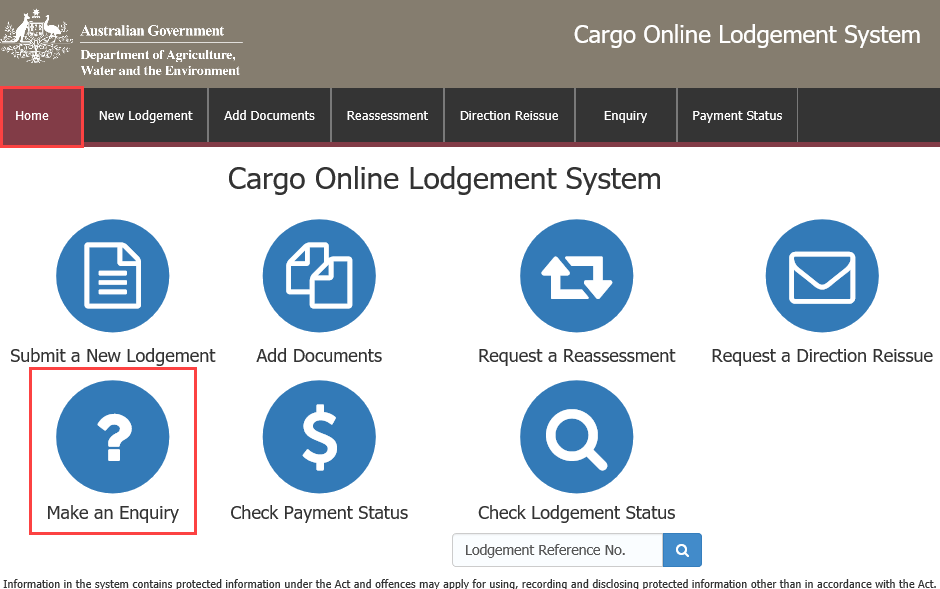 Australian Government
Department of Agriculture,
Water and the Environment
Cargo Online Lodgement System
Home
New Lodgement
Add Documents
Reassessment
Direction Reissue
Enquiry
Payment Status
Cargo Online Lodgement System
Submit a New Lodgement
Add Documents
Request a Reassessment
Request a Direction Reissue
?
$
Make an Enquiry
Check Payment Status
Check Lodgement Status
Lodgement Reference No.
Information in the system contains protected information under the Act and offences may apply for using, recording and disclosing protected information other than in accordance with the Act.